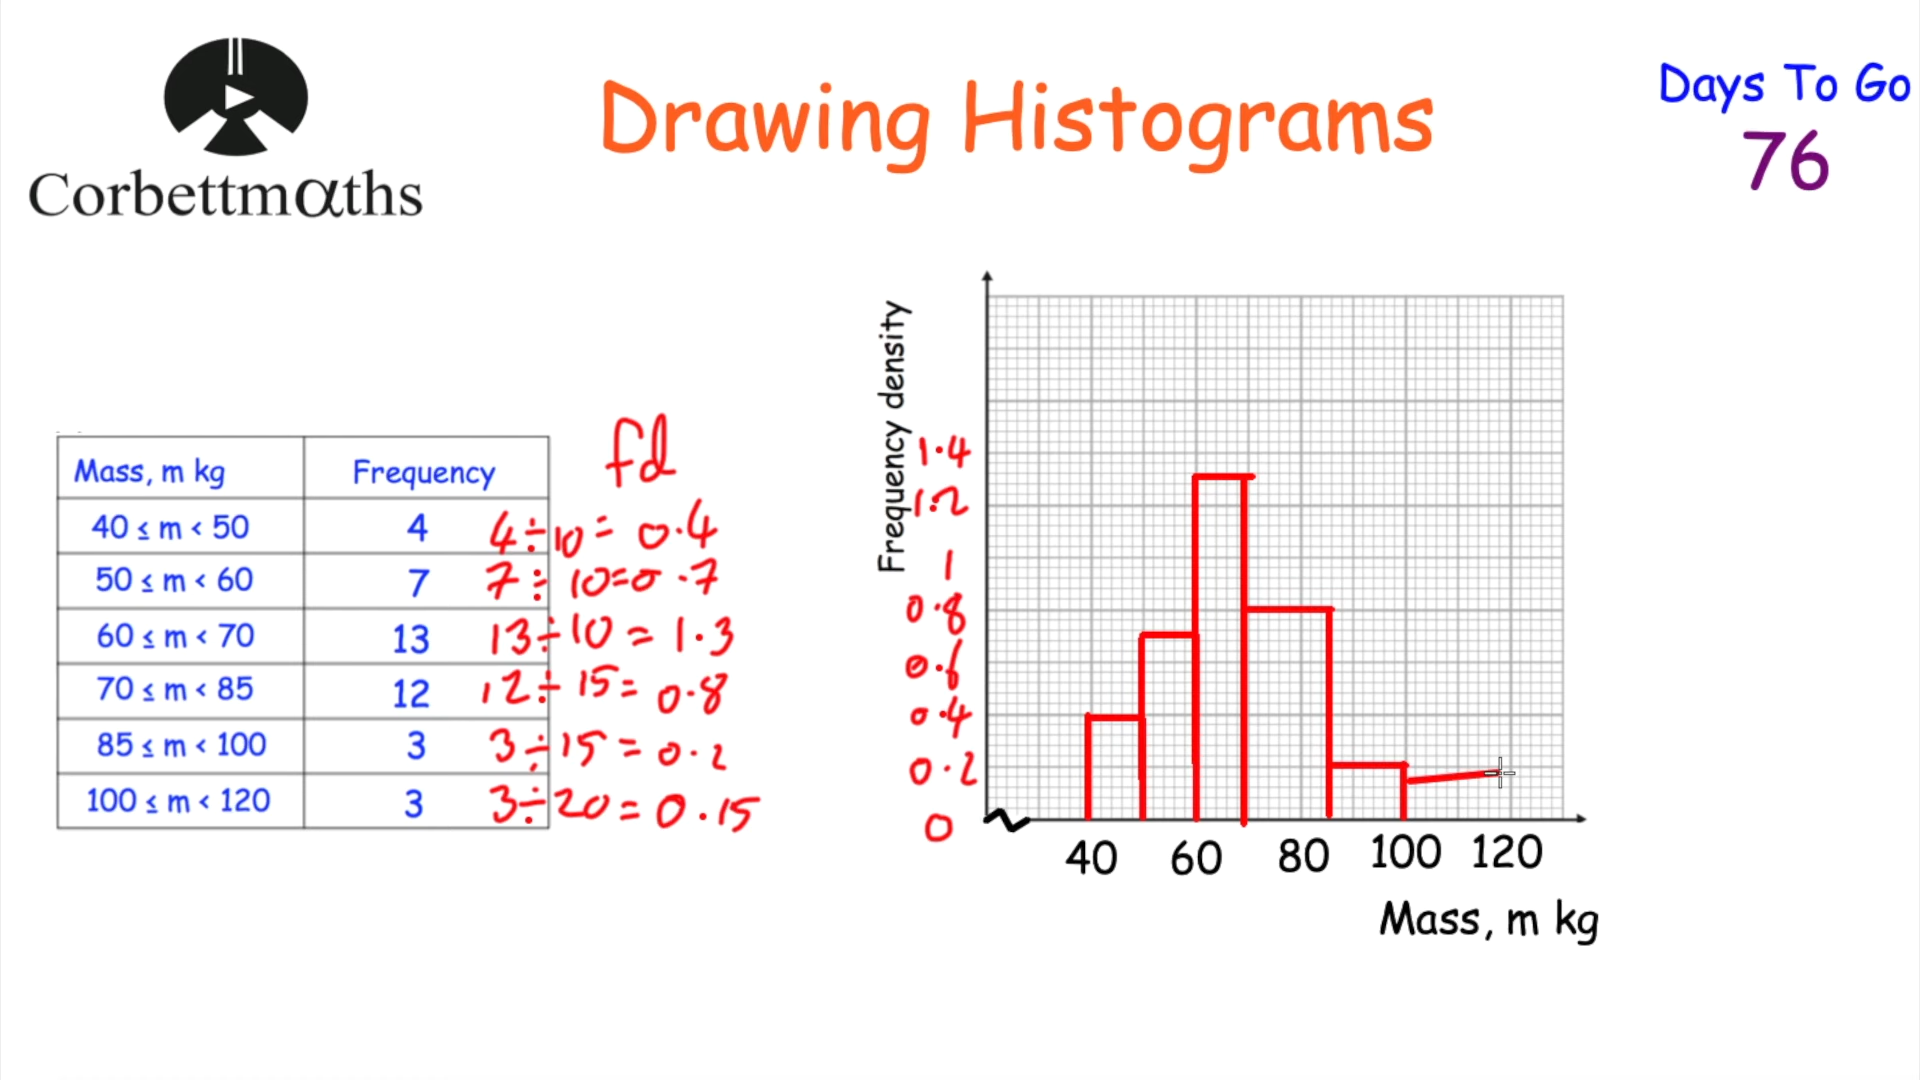 Corbettmαths
Drawing Histograms
Days To Go
76
Mass, m kg Frequency fd
40 ≤ m < 50 4 4÷10= 0.4
50 ≤ m < 60 7 7÷10=0.7
60 ≤ m < 70 13 13÷10 = 1.3
70 ≤ m < 85 12 12÷15= 0.8
85 ≤ m < 100 3 3÷15=0.2
100 ≤ m < 120 3 3÷20=0.15
Frequency density
1.4
1.2
1
0.8
0.6
0.4
0.2
0
40 60 80 100 120
Mass, m kg